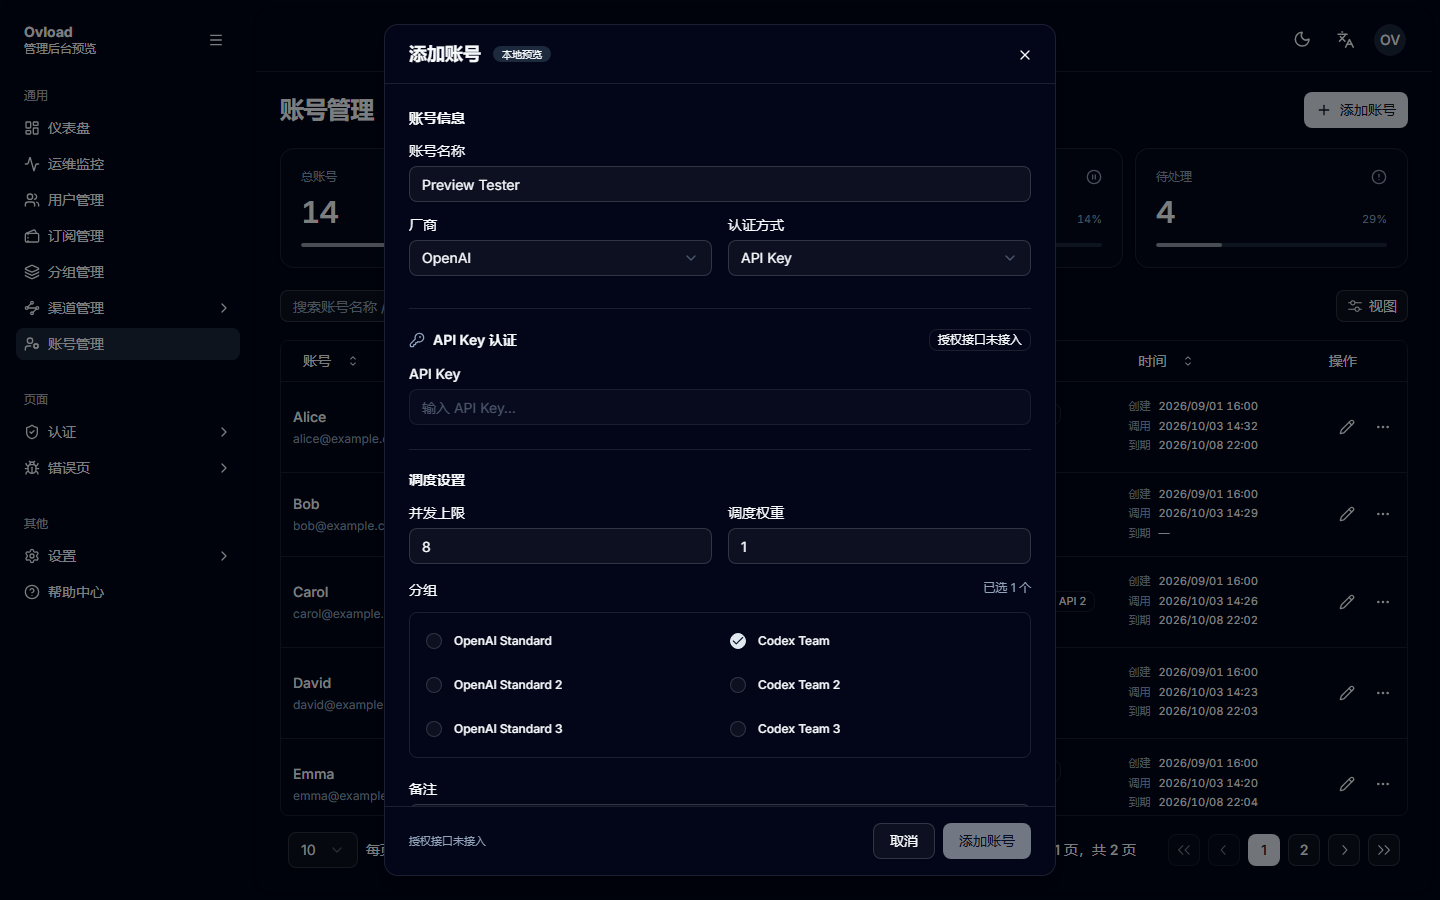 Ovload
管理后台预览
通用
仪表盘
运维监控
用户管理
订阅管理
分组管理
渠道管理
账号管理
页面
认证
错误页
其他
设置
帮助中心
OV
账号管理
添加账号
总账号
14
14%
待处理
4
29%
搜索账号名称 /
视图
账号
时间
操作
Alice
alice@example.
创建 2026/09/01 16:00
调用 2026/10/03 14:32
到期 2026/10/08 22:00
Bob
bob@example.c
创建 2026/09/01 16:00
调用 2026/10/03 14:29
到期 —
Carol
carol@example.
API 2
创建 2026/09/01 16:00
调用 2026/10/03 14:26
到期 2026/10/08 22:02
David
david@example
创建 2026/09/01 16:00
调用 2026/10/03 14:23
到期 2026/10/08 22:03
Emma
emma@example
创建 2026/09/01 16:00
调用 2026/10/03 14:20
到期 2026/10/08 22:04
10
每页
1 页，共 2 页
1
2
添加账号
本地预览
账号信息
账号名称
Preview Tester
厂商
认证方式
OpenAI
API Key
API Key 认证
授权接口未接入
API Key
输入 API Key...
调度设置
并发上限
调度权重
8
1
分组
已选 1 个
OpenAI Standard
Codex Team
OpenAI Standard 2
Codex Team 2
OpenAI Standard 3
Codex Team 3
备注
授权接口未接入
取消
添加账号